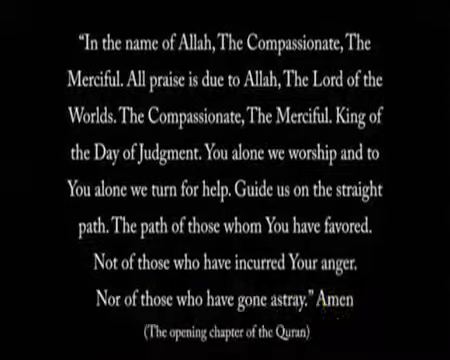 “In the name of Allah, The Compassionate, The
Merciful. All praise is due to Allah, The Lord of the
Worlds. The Compassionate, The Merciful. King of
the Day of Judgment. You alone we worship and to
You alone we turn for help. Guide us on the straight
path. The path of those whom You have favored.
Not of those who have incurred Your anger.
Nor of those who have gone astray.” Amen
(The opening chapter of the Quran)